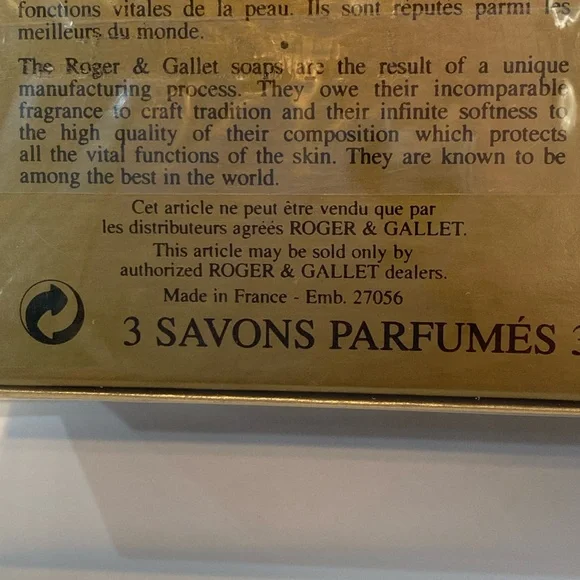 fonctions vitales de la peau. Ils sont réputés parmi les
meilleurs du monde.
The Roger & Gallet soaps are the result of a unique
manufacturing process. They owe their incomparable
fragrance to craft tradition and their infinite softness to
the high quality of their composition which protects
all the vital functions of the skin. They are known to be
among the best in the world.
Cet article ne peut être vendu que par
les distributeurs agréés ROGER & GALLET.
This article may be sold only by
authorized ROGER & GALLET dealers.
Made in France - Emb. 27056
3 SAVONS PARFUMÉS 3